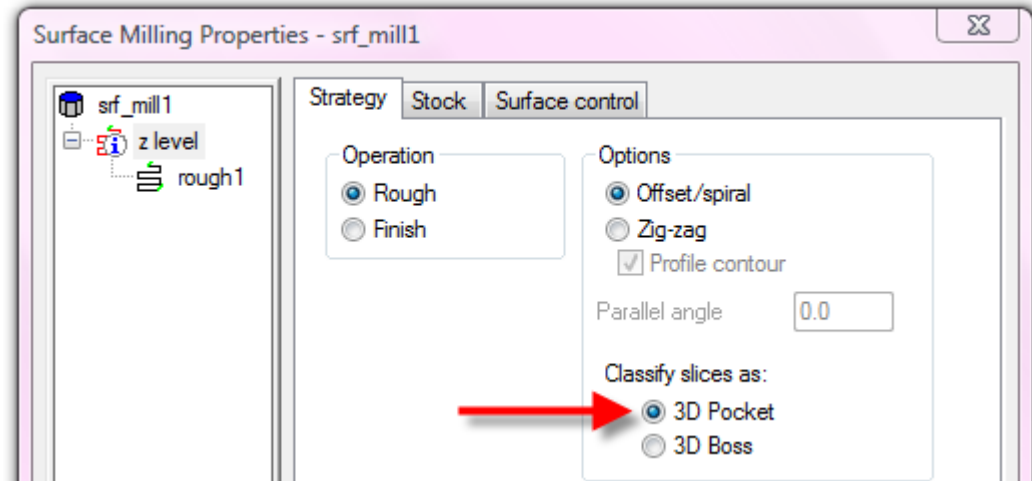 Surface Milling Properties - srf_mill1
srf_mill1
z level
rough1
Strategy
Stock
Surface control
Operation
Rough
Finish
Options
Offset/spiral
Zig-zag
Profile contour
Parallel angle 0.0
Classify slices as:
3D Pocket
3D Boss